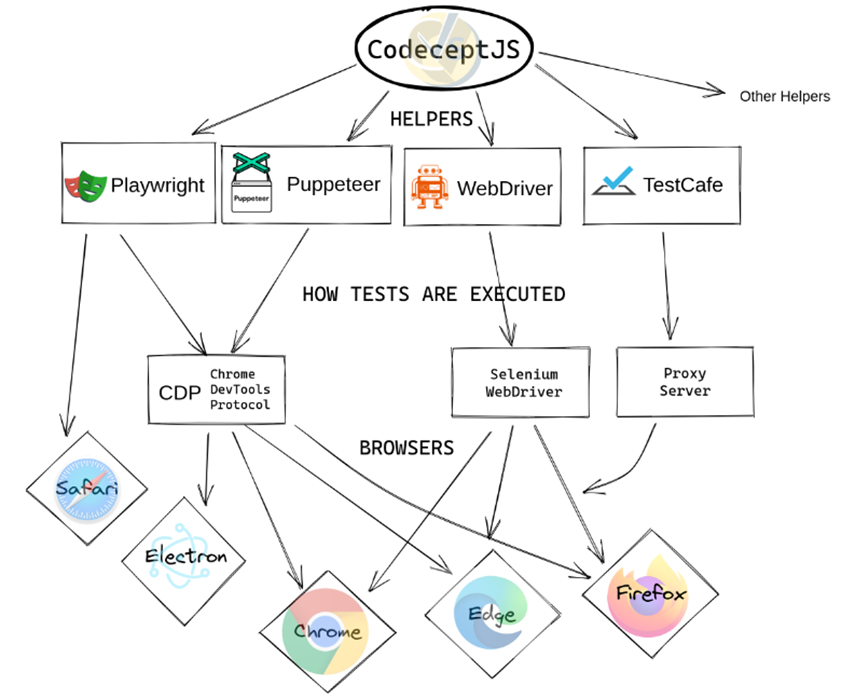 CodeceptJS
Other Helpers
HELPERS
Playwright
Puppeteer
Puppeteer
WebDriver
TestCafe
HOW TESTS ARE EXECUTED
CDP
Chrome
DevTools
Protocol
Selenium
WebDriver
Proxy
Server
BROWSERS
Safari
Electron
Chrome
Edge
Firefox